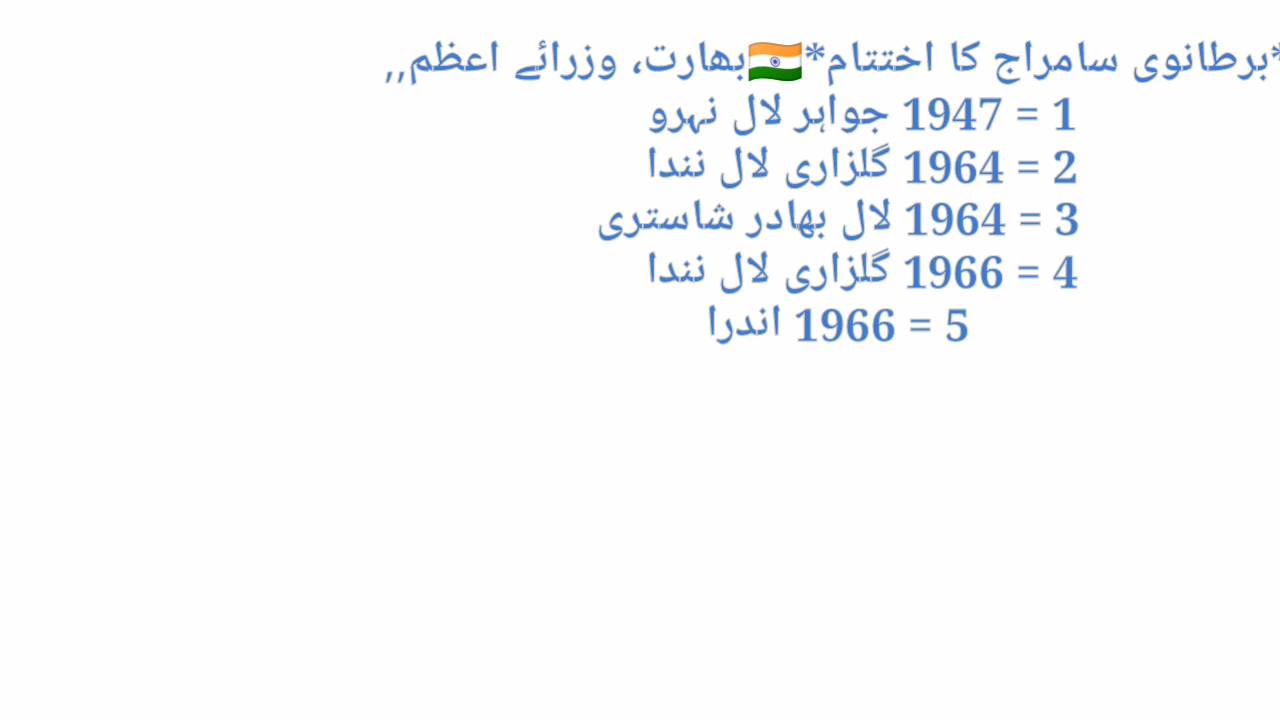 *برطانوی سامراج کا اختتام*🇮🇳بھارت، وزرائے اعظم,,
1 = 1947 جواہر لال نہرو
2 = 1964 گلزاری لال نندا
3 = 1964 لال بھادر شاستری
4 = 1966 گلزاری لال نندا
5 = 1966 اندرا